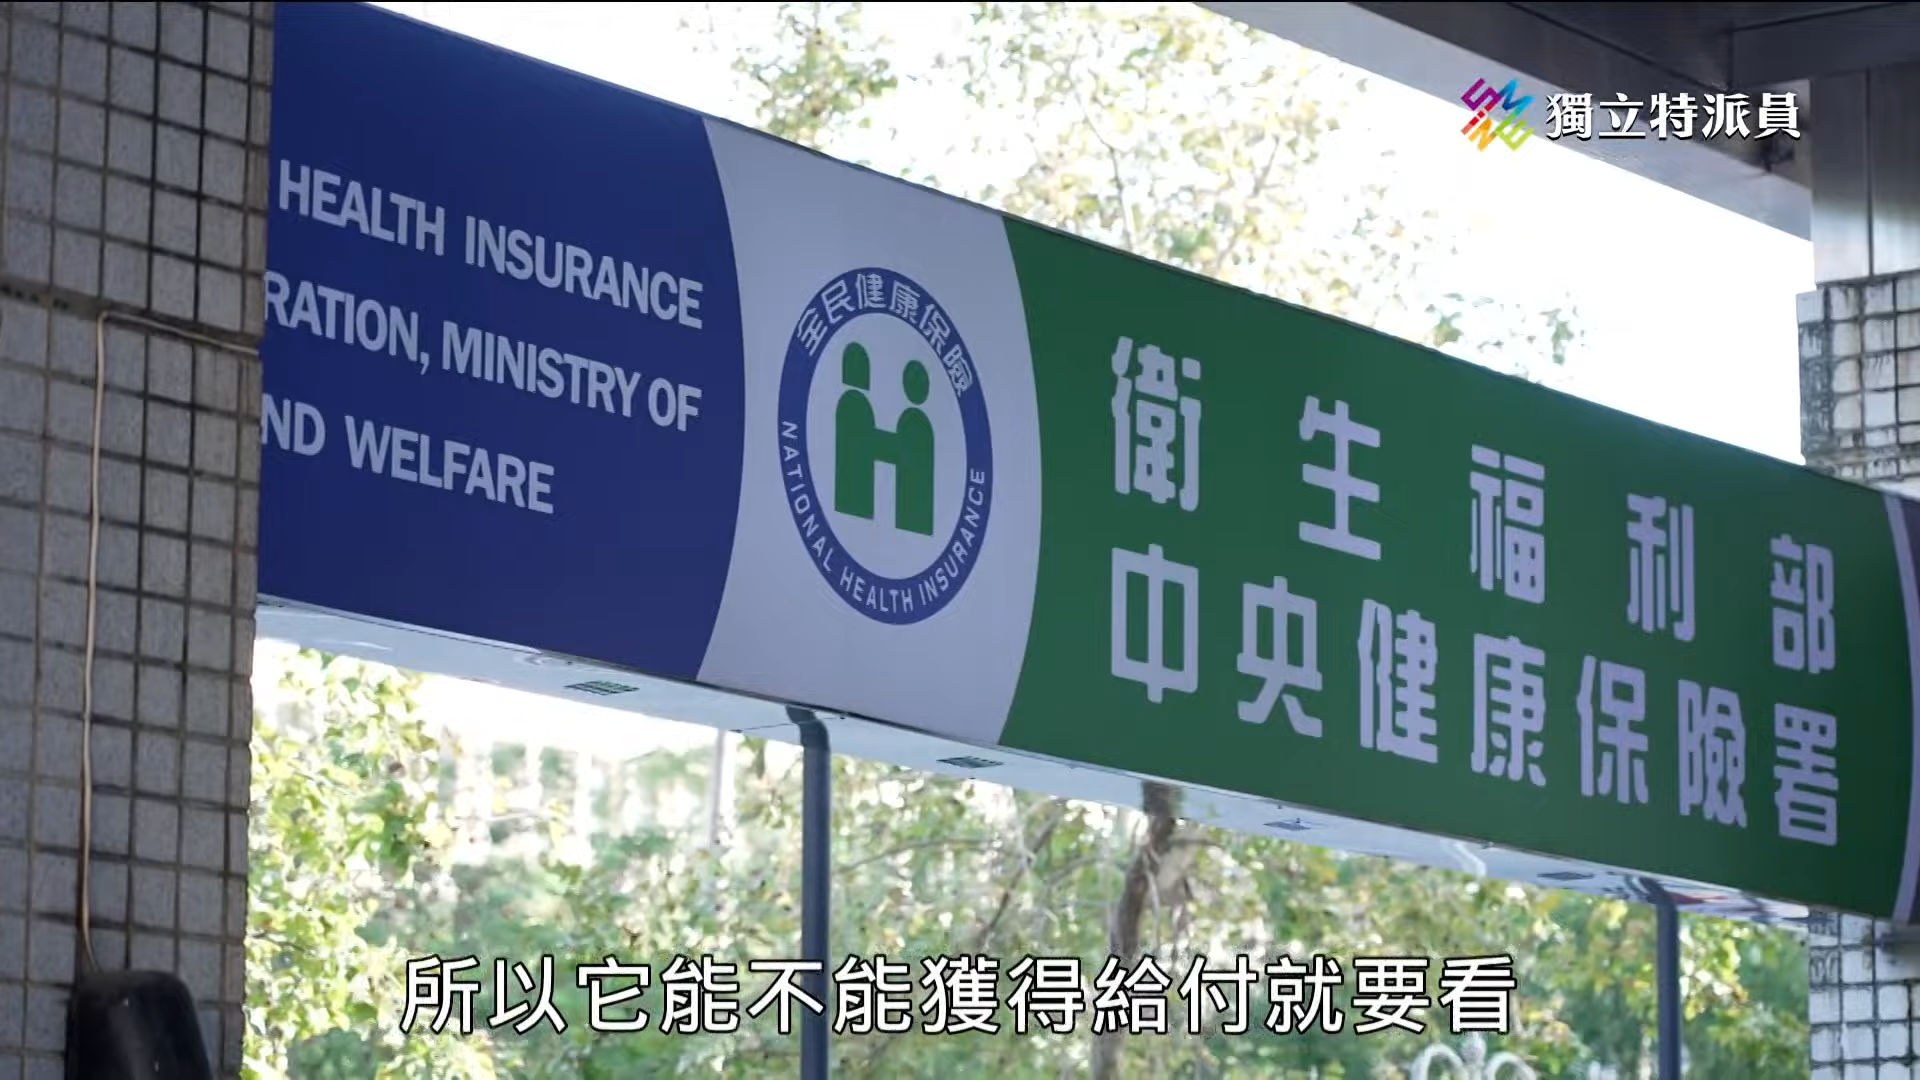 獨立特派員
HEALTH INSURANCE
RATION, MINISTRY OF
ND WELFARE
全民健康保險
NATIONAL HEALTH INSURANCE
衛生福利部
中央健康保險署
所以它能不能獲得給付就要看